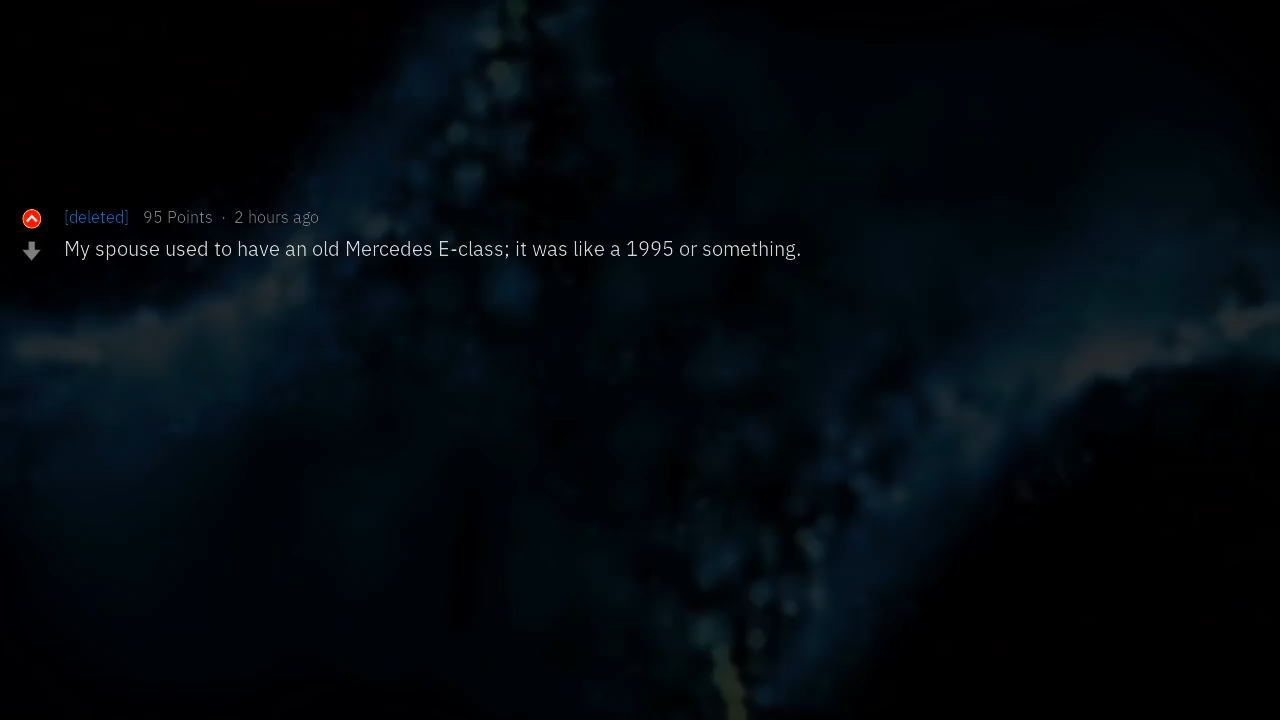 [deleted] 95 Points · 2 hours ago
My spouse used to have an old Mercedes E-class; it was like a 1995 or something.